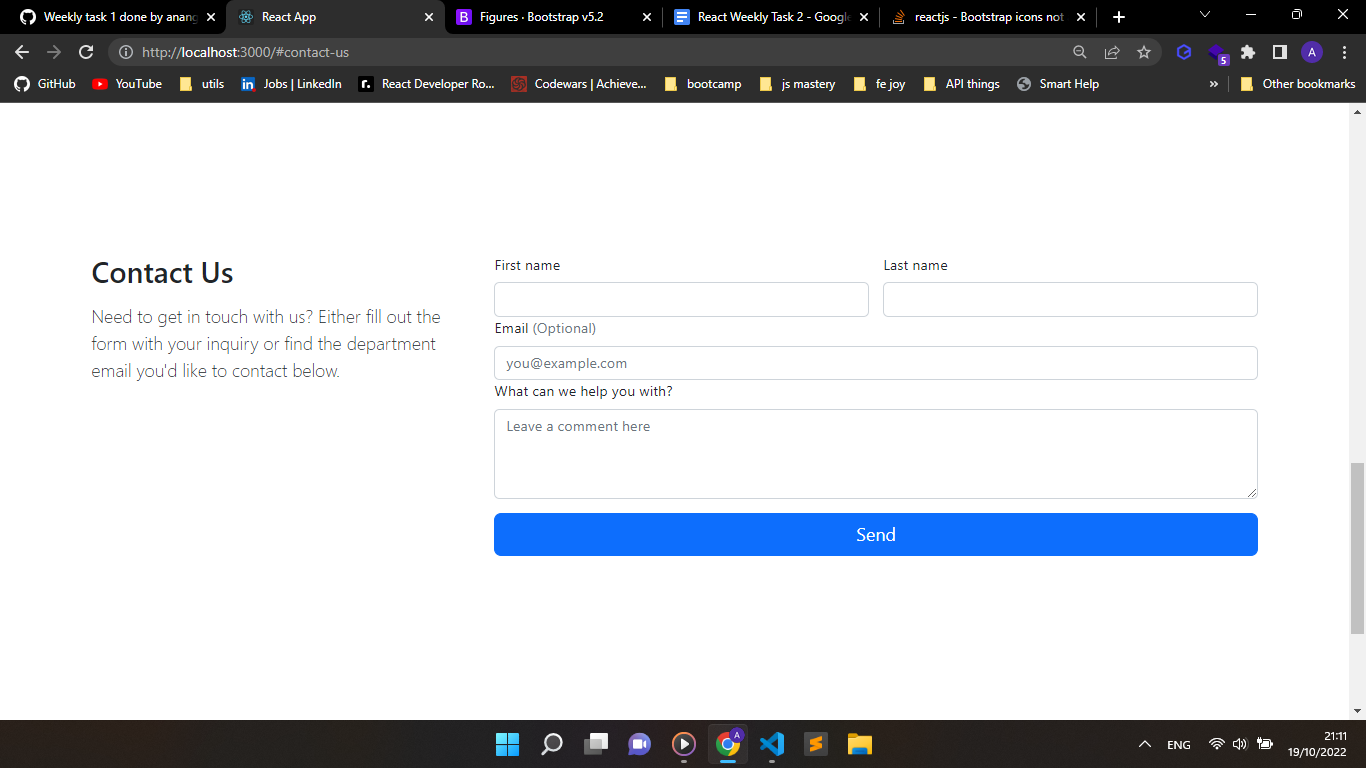 Weekly task 1 done by anang
React App
Figures · Bootstrap v5.2
React Weekly Task 2 - Google
reactjs - Bootstrap icons not
http://localhost:3000/#contact-us
A
5
GitHub
YouTube
utils
Jobs | LinkedIn
React Developer Ro...
Codewars | Achieve...
bootcamp
js mastery
fe joy
API things
Smart Help
»
Other bookmarks
Contact Us
Need to get in touch with us? Either fill out the
form with your inquiry or find the department
email you'd like to contact below.
First name
Last name
Email (Optional)
you@example.com
What can we help you with?
Leave a comment here
Send
A
ENG
21:11
19/10/2022